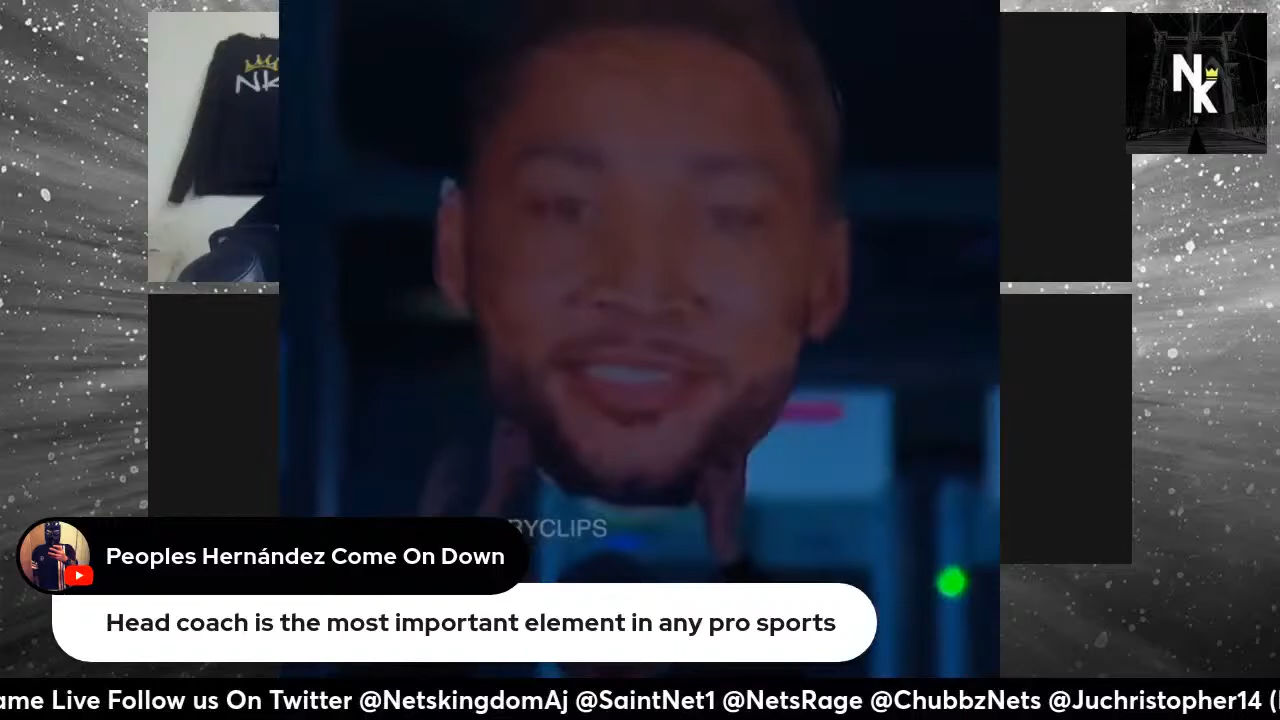 NK
NK
RYCLIPS
Peoples Hernández Come On Down
Head coach is the most important element in any pro sports
ame Live Follow us On Twitter @NetskingdomAj @SaintNet1 @NetsRage @ChubbzNets @Juchristopher14 (